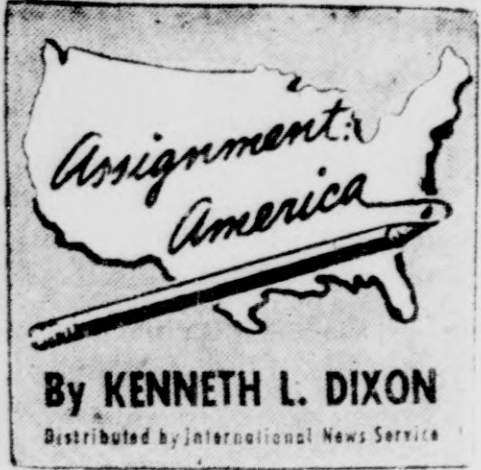 Assignment:
America
By KENNETH L. DIXON
Distributed by International News Service